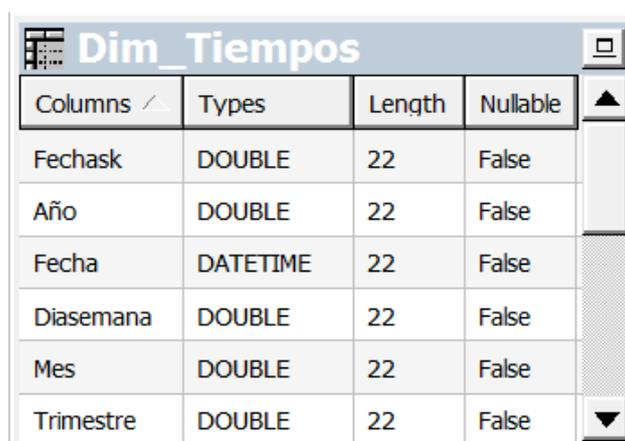 Dim_Tiempos
Columns Types Length Nullable
Fechask DOUBLE 22 False
Año DOUBLE 22 False
Fecha DATETIME 22 False
Diasemana DOUBLE 22 False
Mes DOUBLE 22 False
Trimestre DOUBLE 22 False